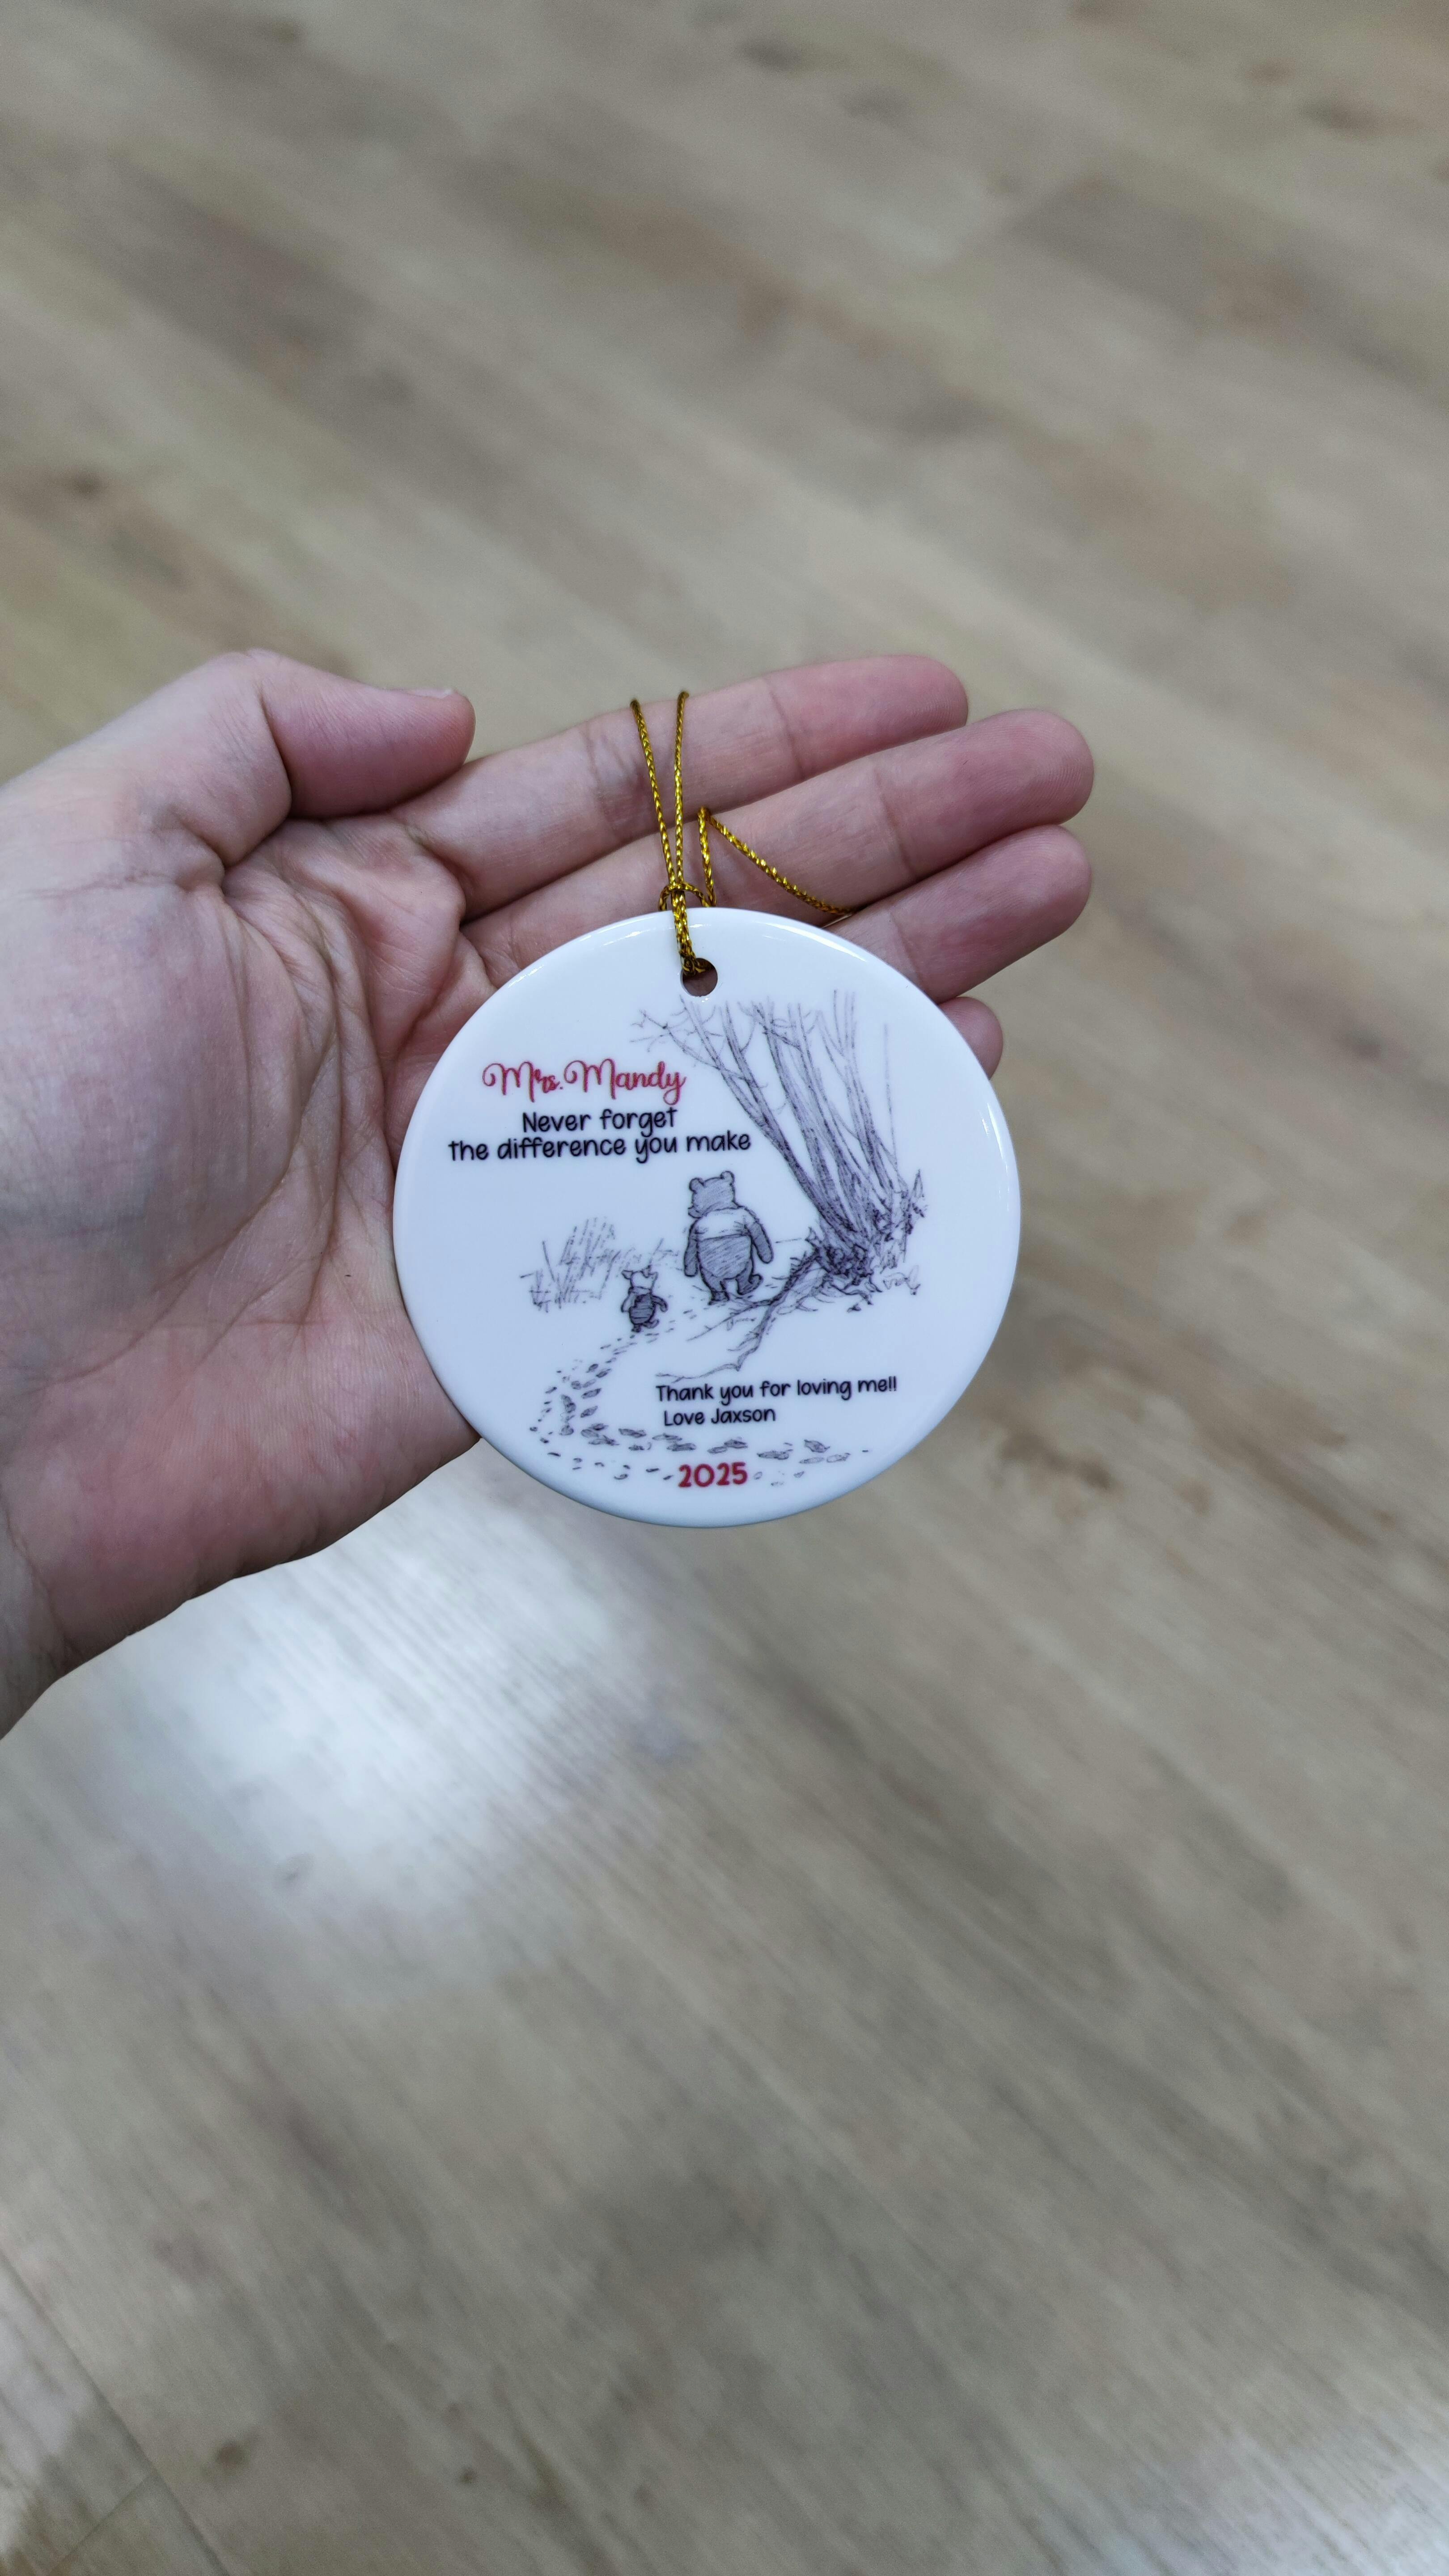 Mrs. Mandy
Never forget
the difference you make
Thank you for loving me!!
Love Jaxson
2025